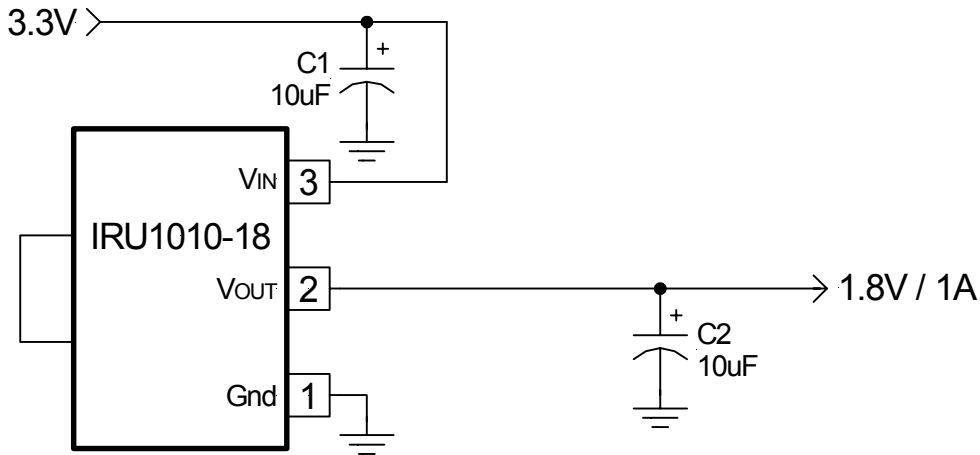 3.3V
+
C1
10uF
VIN
3
IRU1010-18
VOUT
2
1.8V / 1A
+
C2
10uF
Gnd
1